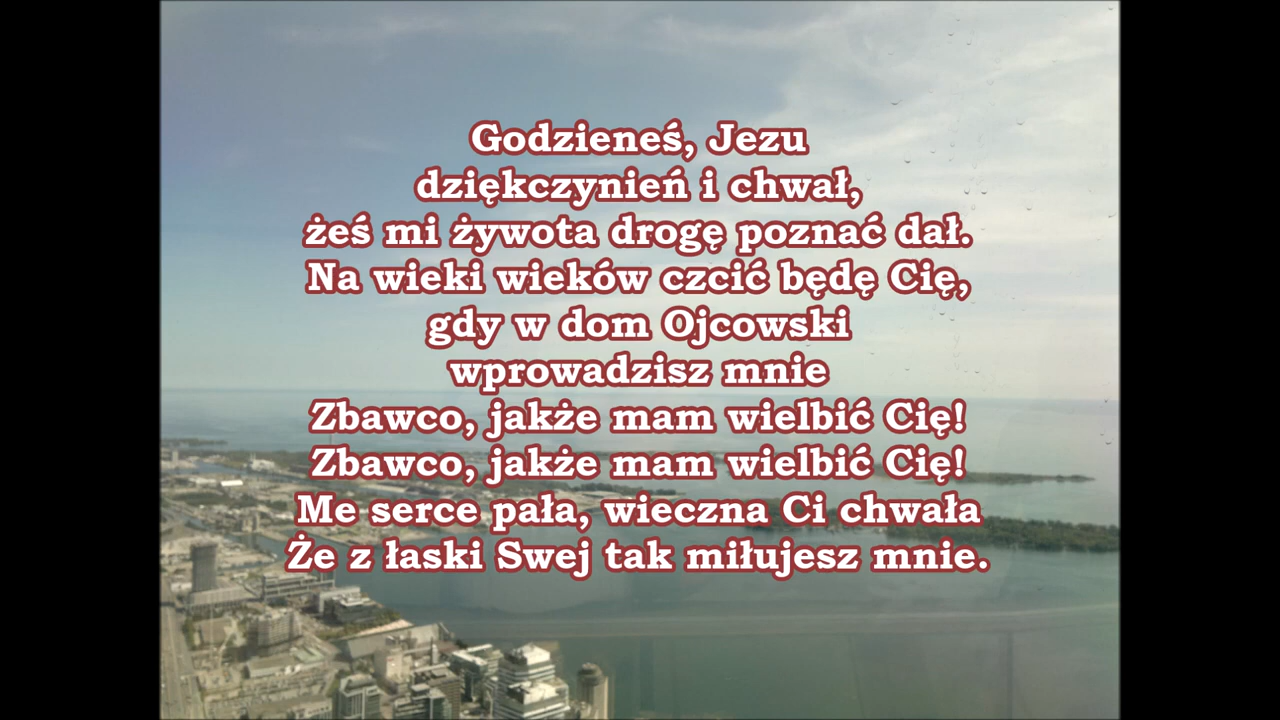 Godzieneś, Jezu
dziękczynień i chwał,
żeś mi żywota drogę poznać dał.
Na wieki wieków czcić będę Cię,
gdy w dom Ojcowski
wprowadzisz mnie
Zbawco, jakże mam wielbić Cię!
Zbawco, jakże mam wielbić Cię!
Me serce pała, wieczna Ci chwała
Że z łaski Swej tak miłujesz mnie.